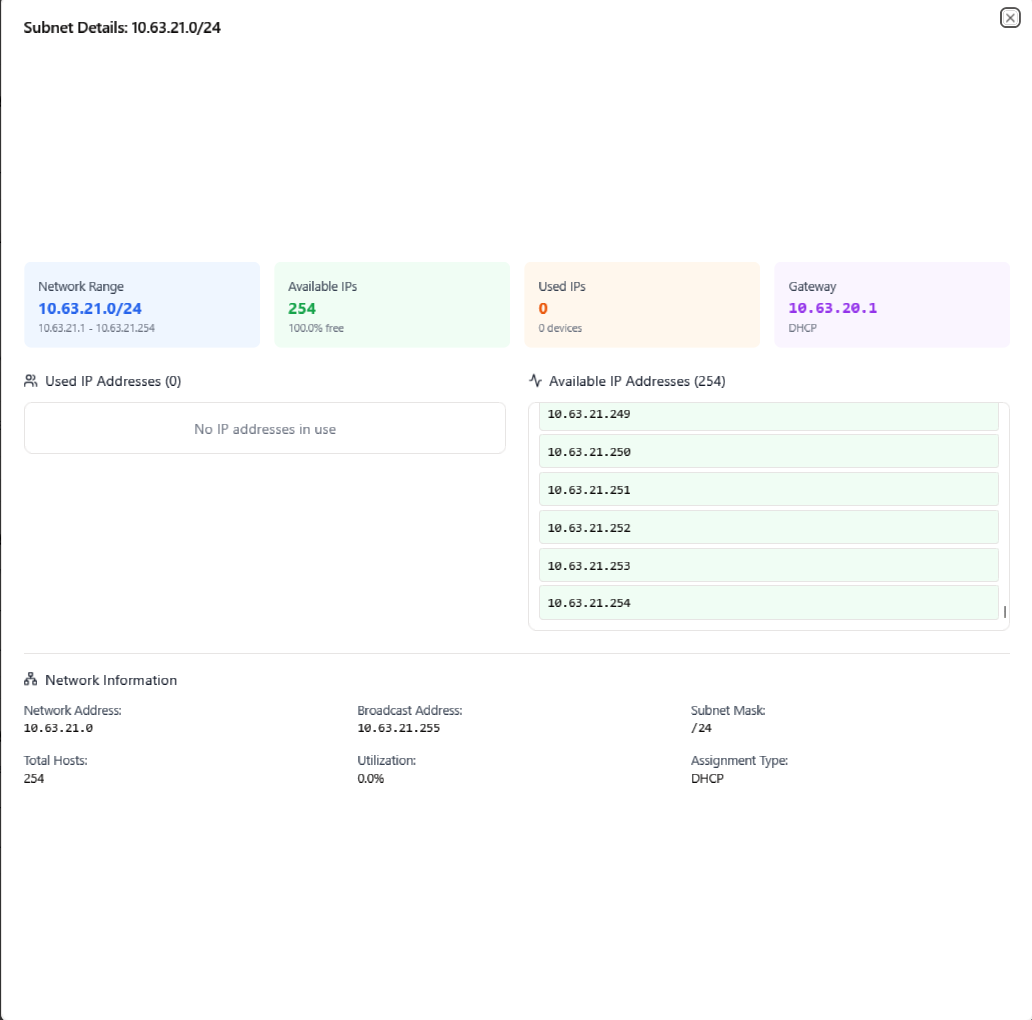 Subnet Details: 10.63.21.0/24
Network Range
10.63.21.0/24
10.63.21.1 - 10.63.21.254
Available IPs
254
100.0% free
Used IPs
0
0 devices
Gateway
10.63.20.1
DHCP
Used IP Addresses (0)
No IP addresses in use
Available IP Addresses (254)
10.63.21.249
10.63.21.250
10.63.21.251
10.63.21.252
10.63.21.253
10.63.21.254
Network Information
Network Address:
10.63.21.0
Broadcast Address:
10.63.21.255
Subnet Mask:
/24
Total Hosts:
254
Utilization:
0.0%
Assignment Type:
DHCP